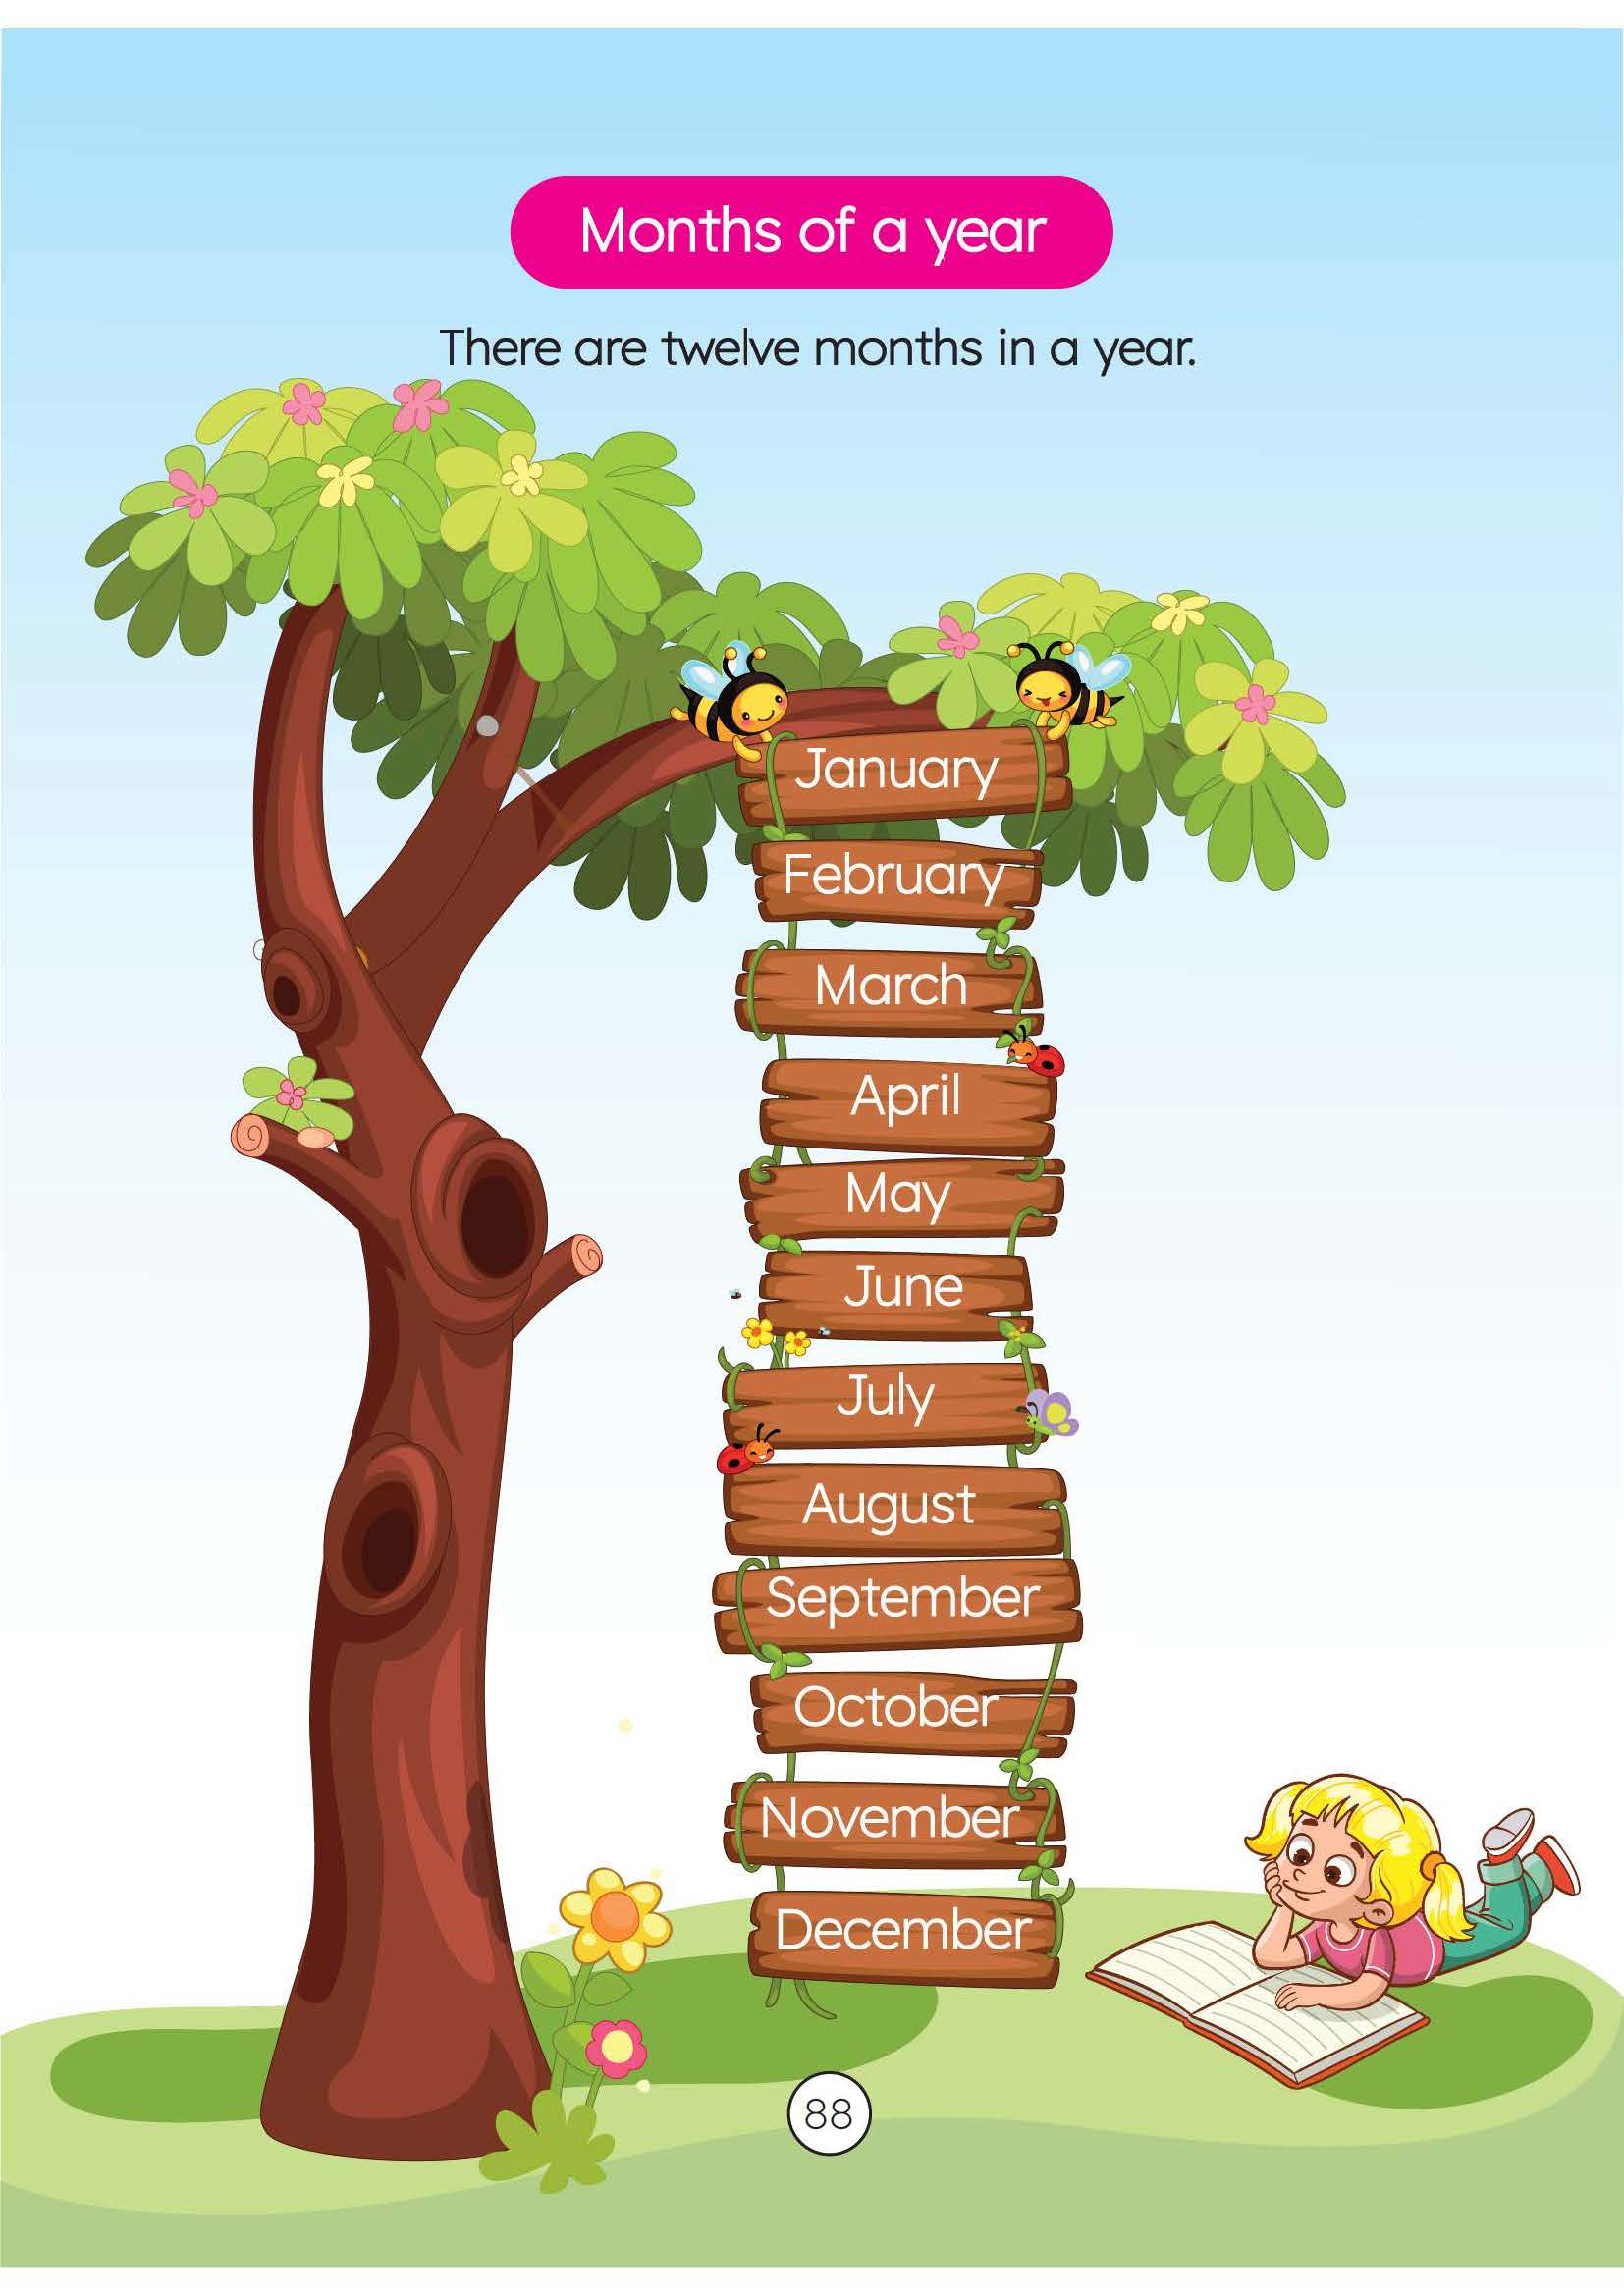 Months of a year
There are twelve months in a year.
January
February
March
April
May
June
July
August
September
October
November
December
88